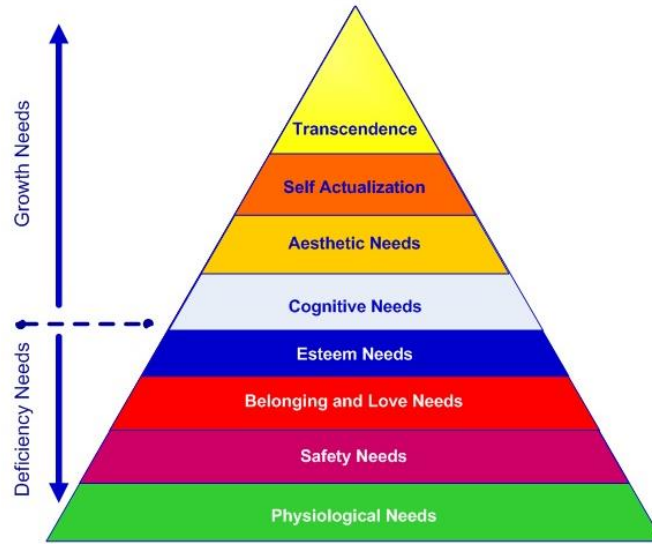 Growth Needs
Deficiency Needs
Transcendence
Self Actualization
Aesthetic Needs
Cognitive Needs
Esteem Needs
Belonging and Love Needs
Safety Needs
Physiological Needs